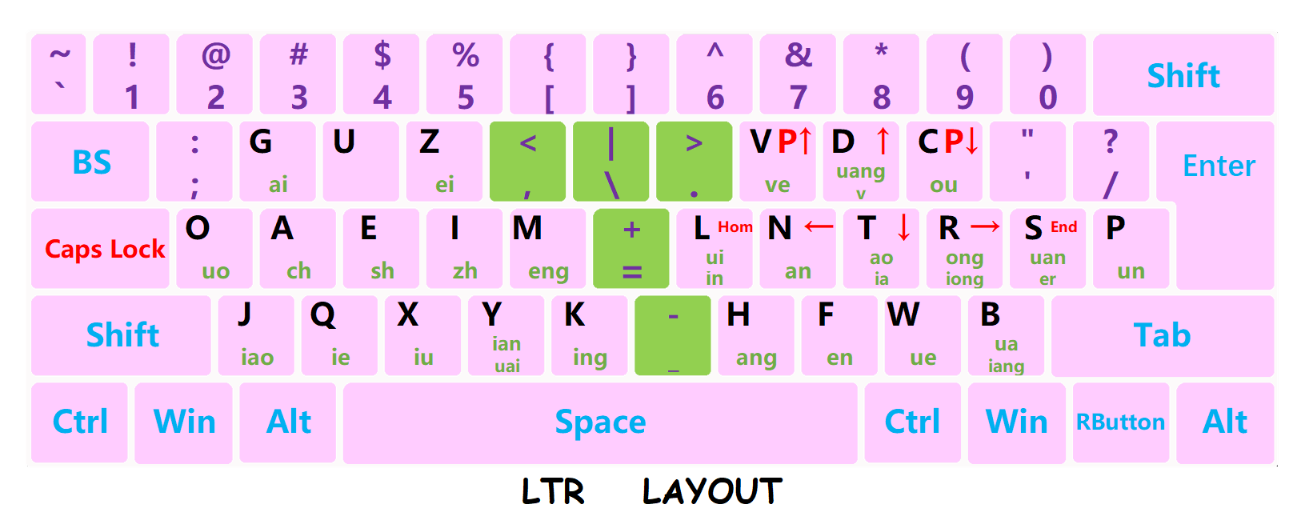 ~ ! @ # $ % { } ^ & * ( ) Shift
` 1 2 3 4 5 [ ] 6 7 8 9 0
BS : G U Z < | > V P↑ D ↑ C P↓ " ? Enter
; ai ei , \ . ve uang ou ' /
v
Caps Lock O A E I M + L Hom N ← T ↓ R → S End P
uo ch sh zh eng = ui an ao ong uan un
in ia iong er
Shift J Q X Y K - H F W B Tab
iao ie iu ian ing _ ang en ue ua
uai iang
Ctrl Win Alt Space Ctrl Win RButton Alt
LTR LAYOUT